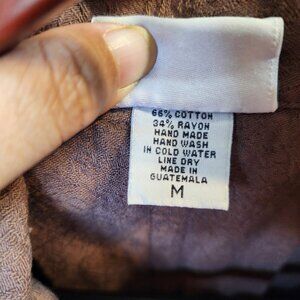 66% COTTON
34% RAYON
HAND MADE
HAND WASH
IN COLD WATER
LINE DRY
MADE IN
GUATEMALA
M